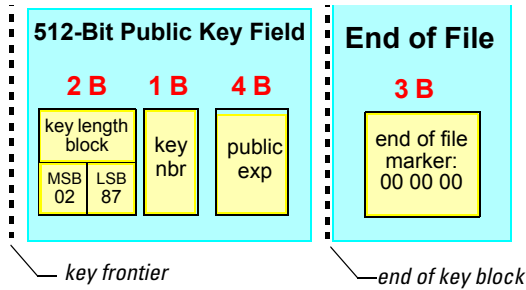 512-Bit Public Key Field
2 B 1 B 4 B
key length
block
MSB
02
LSB
87
key
nbr
public
exp
End of File
3 B
end of file
marker:
00 00 00
key frontier
end of key block